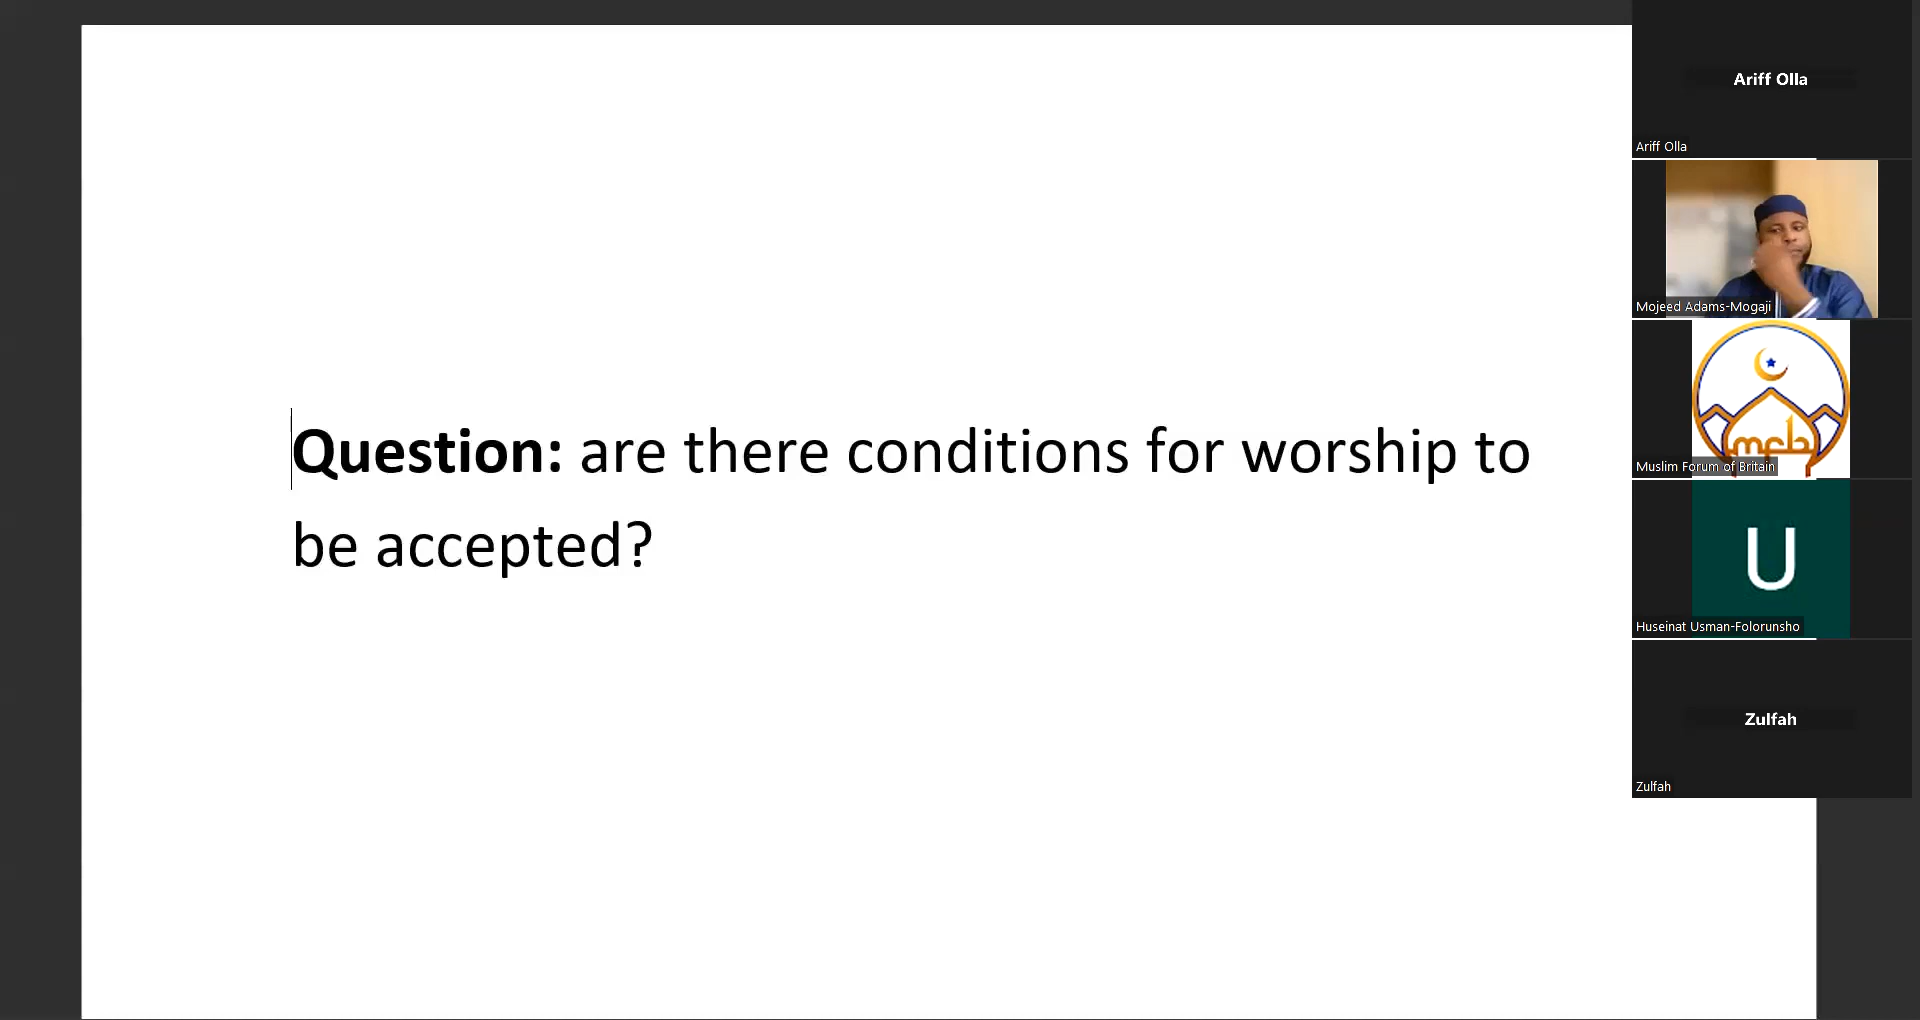 Question: are there conditions for worship to
be accepted?
Ariff Olla
Ariff Olla
Mojeed Adams-Mogaji
mfb
Muslim Forum of Britain
U
Huseinat Usman-Folorunsho
Zulfah
Zulfah